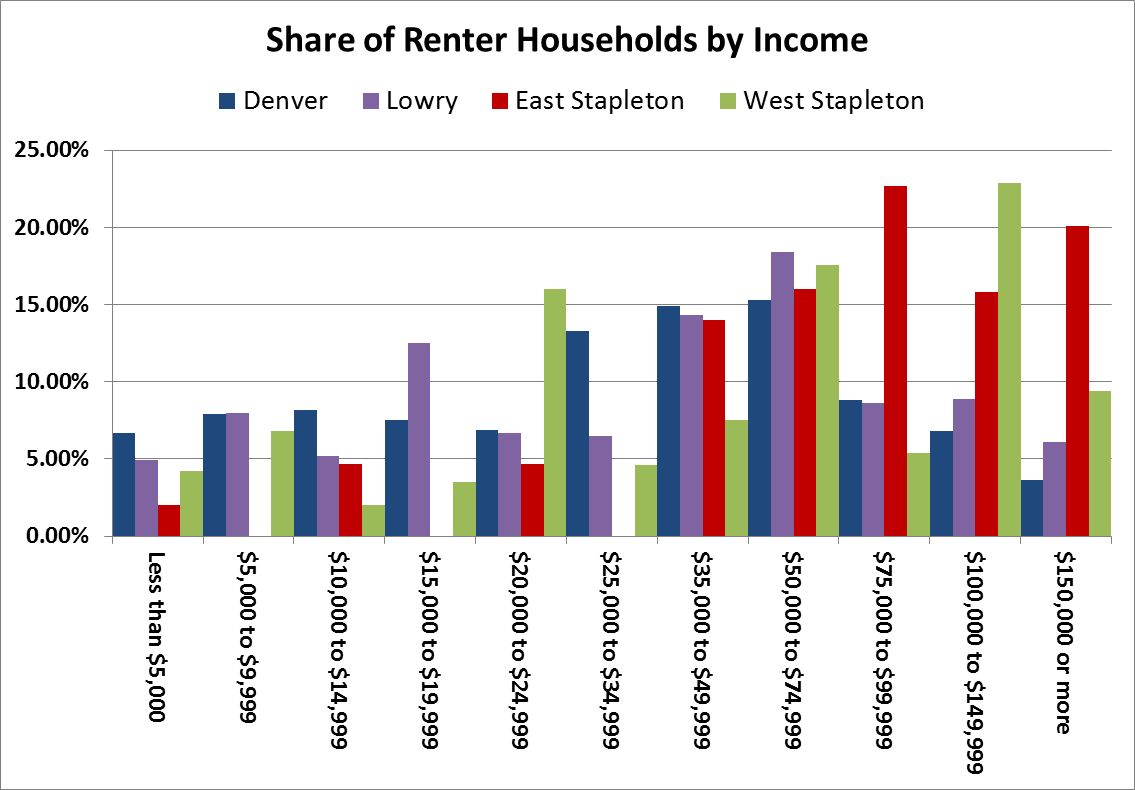 Share of Renter Households by Income
Denver Lowry East Stapleton West Stapleton
25.00%
20.00%
15.00%
10.00%
5.00%
0.00%
Less than $5,000
$5,000 to $9,999
$10,000 to $14,999
$15,000 to $19,999
$20,000 to $24,999
$25,000 to $34,999
$35,000 to $49,999
$50,000 to $74,999
$75,000 to $99,999
$100,000 to $149,999
$150,000 or more